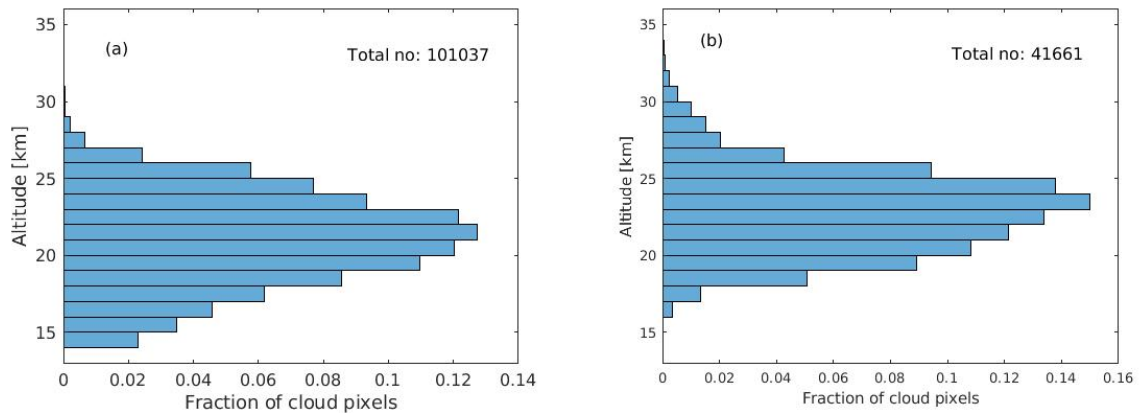 (a)
Total no: 101037
35
30
25
20
15
Altitude [km]
0 0.02 0.04 0.06 0.08 0.1 0.12 0.14
Fraction of cloud pixels
(b)
Total no: 41661
35
30
25
20
15
Altitude [km]
0 0.02 0.04 0.06 0.08 0.1 0.12 0.14 0.16
Fraction of cloud pixels